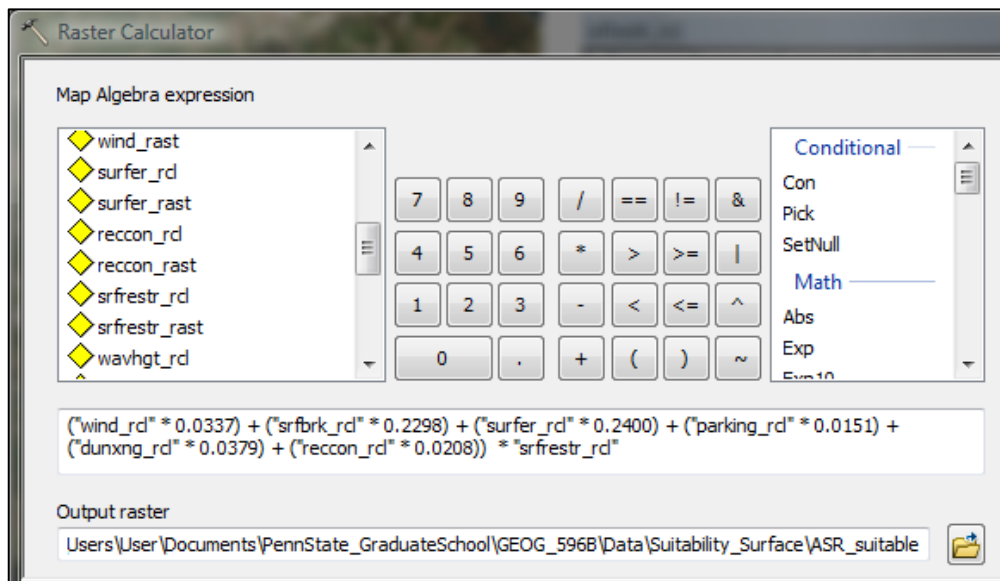 Raster Calculator
Map Algebra expression
wind_rast
surfer_rcl
surfer_rast
reccon_rcl
reccon_rast
srfrestr_rcl
srfrestr_rast
wavhgt_rcl
7 8 9 / == != &
4 5 6 * > >= |
1 2 3 - < <= ^
0 . + ( ) ~
Conditional
Con
Pick
SetNull
Math
Abs
Exp
Exp10
("wind_rcl" * 0.0337) + ("srfbrk_rcl" * 0.2298) + ("surfer_rcl" * 0.2400) + ("parking_rcl" * 0.0151) +
("dunxng_rcl" * 0.0379) + ("reccon_rcl" * 0.0208)) * "srfrestr_rcl"
Output raster
Users\User\Documents\PennState_GraduateSchool\GEOG_596B\Data\Suitability_Surface\ASR_suitable